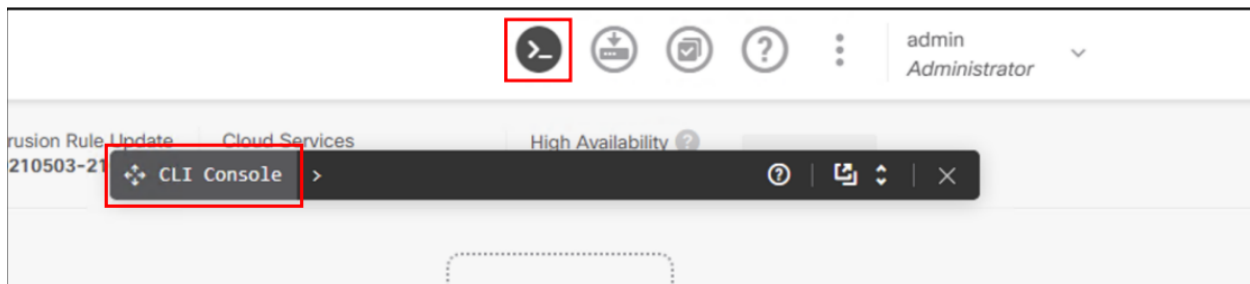 admin
Administrator
rusion Rule Update
Cloud Services
High Availability ?
210503-21
CLI Console >